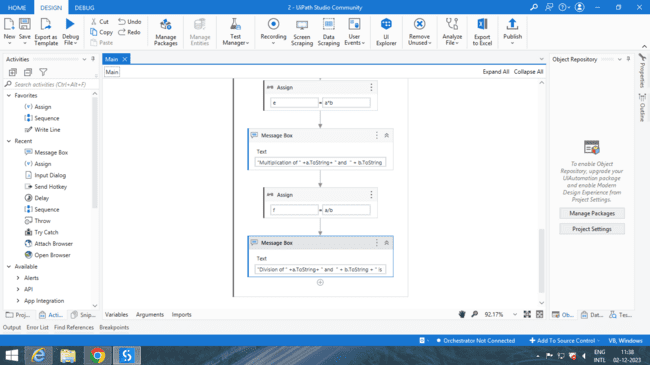 HOME DESIGN DEBUG
2 - UiPath Studio Community
New Save Export as Template Debug File
Cut Copy Paste
Undo Redo
Manage Packages
Manage Entities
Test Manager
Recording
Screen Scraping
Data Scraping
User Events
UI Explorer
Remove Unused
Analyze File
Export to Excel
Publish
Activities
Search activities (Ctrl+Alt+F)
Favorites
Assign
Sequence
Write Line
Recent
Message Box
Assign
Input Dialog
Send Hotkey
Delay
Sequence
Throw
Try Catch
Attach Browser
Open Browser
Available
Alerts
API
App Integration
Proj... Acti... Snip...
Main
Main
Expand All Collapse All
Assign
e = a*b
Message Box
Text
"Multiplication of " +a.ToString+ " and " + b.ToString
Assign
f = a/b
Message Box
Text
"Division of " +a.ToString+ " and " + b.ToString + " is
Variables Arguments Imports
92.17%
Object Repository
To enable Object
Repository, upgrade your
UIAutomation package
and enable Modern
Design Experience from
Project Settings.
Manage Packages
Project Settings
Ob... Dat... Tes...
Properties
Outline
Output Error List Find References Breakpoints
Orchestrator Not Connected
Add To Source Control
VB, Windows
ENG
INTL
11:38
02-12-2023